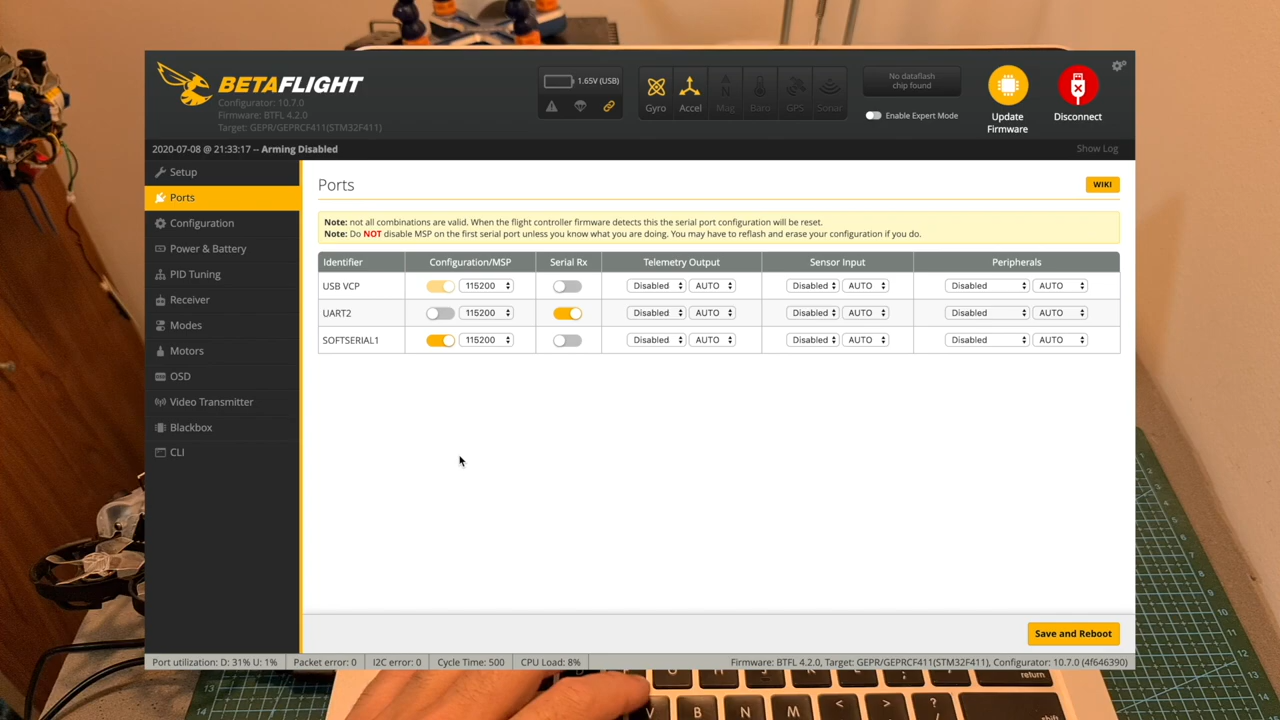 BETAFLIGHT
Configurator: 10.7.0
Firmware: BTFL 4.2.0
Target: GEPR/GEPRCF411(STM32F411)
1.65V (USB)
Gyro Accel Mag Baro GPS Sonar
No dataflash
chip found
Enable Expert Mode
Update
Firmware
Disconnect
2020-07-08 @ 21:33:17 -- Arming Disabled
Show Log
Setup
Ports
Configuration
Power & Battery
PID Tuning
Receiver
Modes
Motors
OSD
Video Transmitter
Blackbox
CLI
Ports
WIKI
Note: not all combinations are valid. When the flight controller firmware detects this the serial port configuration will be reset.
Note: Do NOT disable MSP on the first serial port unless you know what you are doing. You may have to reflash and erase your configuration if you do.
Identifier Configuration/MSP Serial Rx Telemetry Output Sensor Input Peripherals
USB VCP 115200 Disabled AUTO Disabled AUTO Disabled AUTO
UART2 115200 Disabled AUTO Disabled AUTO Disabled AUTO
SOFTSERIAL1 115200 Disabled AUTO Disabled AUTO Disabled AUTO
Save and Reboot
Port utilization: D: 31% U: 1% Packet error: 0 I2C error: 0 Cycle Time: 500 CPU Load: 8% Firmware: BTFL 4.2.0, Target: GEPR/GEPRCF411(STM32F411), Configurator: 10.7.0 (4f646390)
return
V B N M < > ?
shift